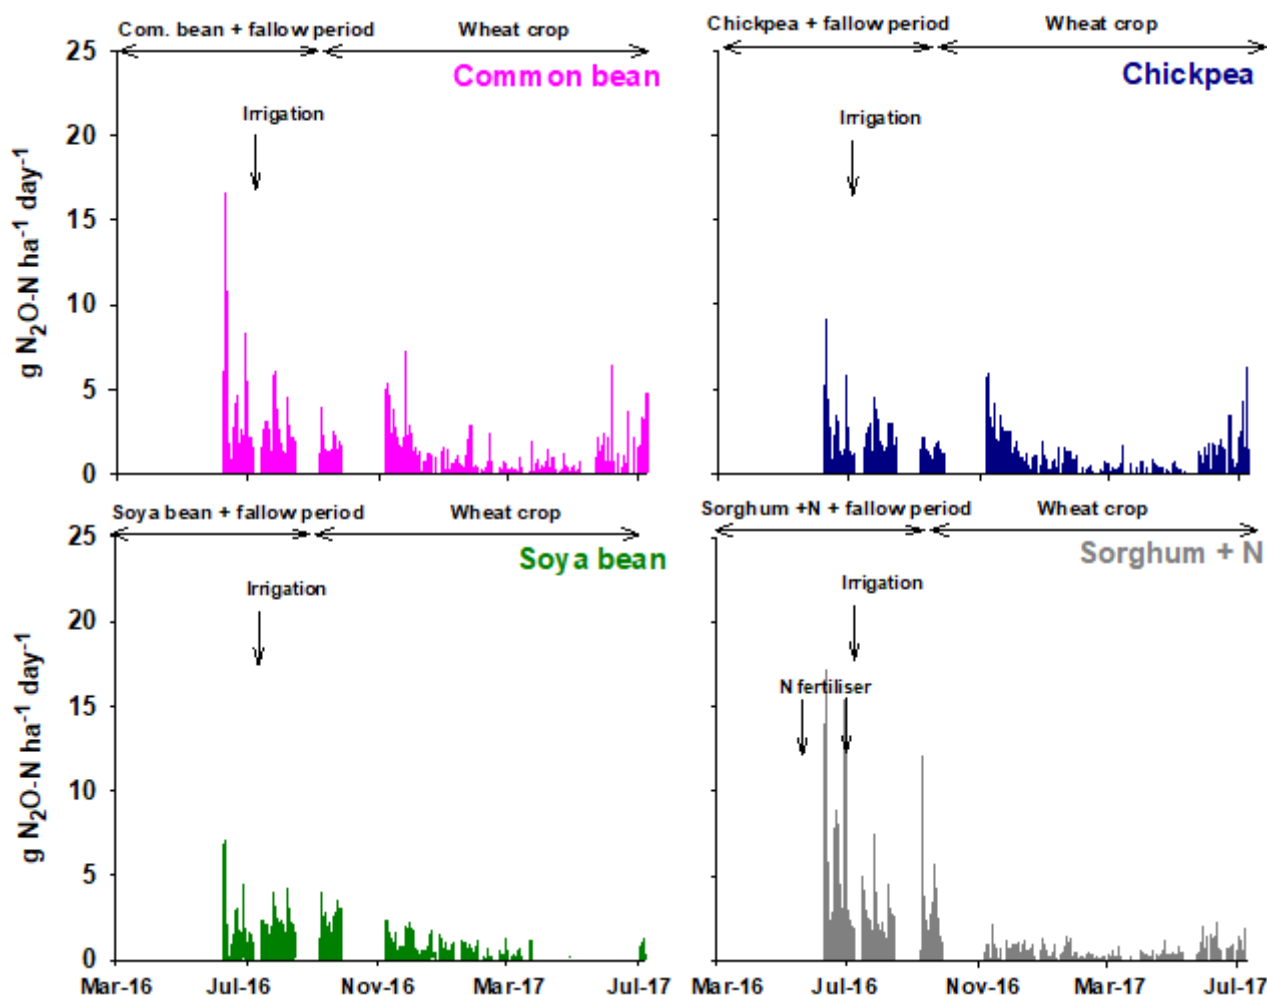 Com. bean + fallow period
Wheat crop
Common bean
Irrigation
25
20
15
10
5
0
g N₂O-N ha⁻¹ day⁻¹
Chickpea + fallow period
Wheat crop
Chickpea
Irrigation
Soya bean + fallow period
Wheat crop
Soya bean
Irrigation
25
20
15
10
5
0
g N₂O-N ha⁻¹ day⁻¹
Mar-16 Jul-16 Nov-16 Mar-17 Jul-17
Sorghum +N + fallow period
Wheat crop
Sorghum + N
Irrigation
N fertiliser
Mar-16 Jul-16 Nov-16 Mar-17 Jul-17